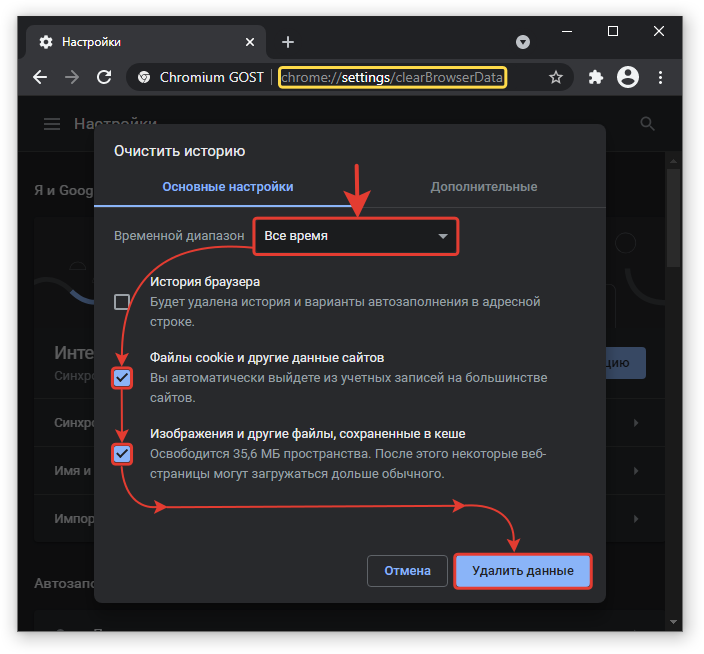 Настройки
Chromium GOST
chrome://settings/clearBrowserData
Настройки
Очистить историю
Я и Goog
Основные настройки
Дополнительные
Временной диапазон
Все время
История браузера
Будет удалена история и варианты автозаполнения в адресной
строке.
Инте
Файлы cookie и другие данные сайтов
цию
Синхро
Вы автоматически выйдете из учетных записей на большинстве
сайтов.
Синхро
Изображения и другие файлы, сохраненные в кеше
Освободится 35,6 МБ пространства. После этого некоторые веб-
Имя и
страницы могут загружаться дольше обычного.
Импор
Отмена
Удалить данные
Автозапо